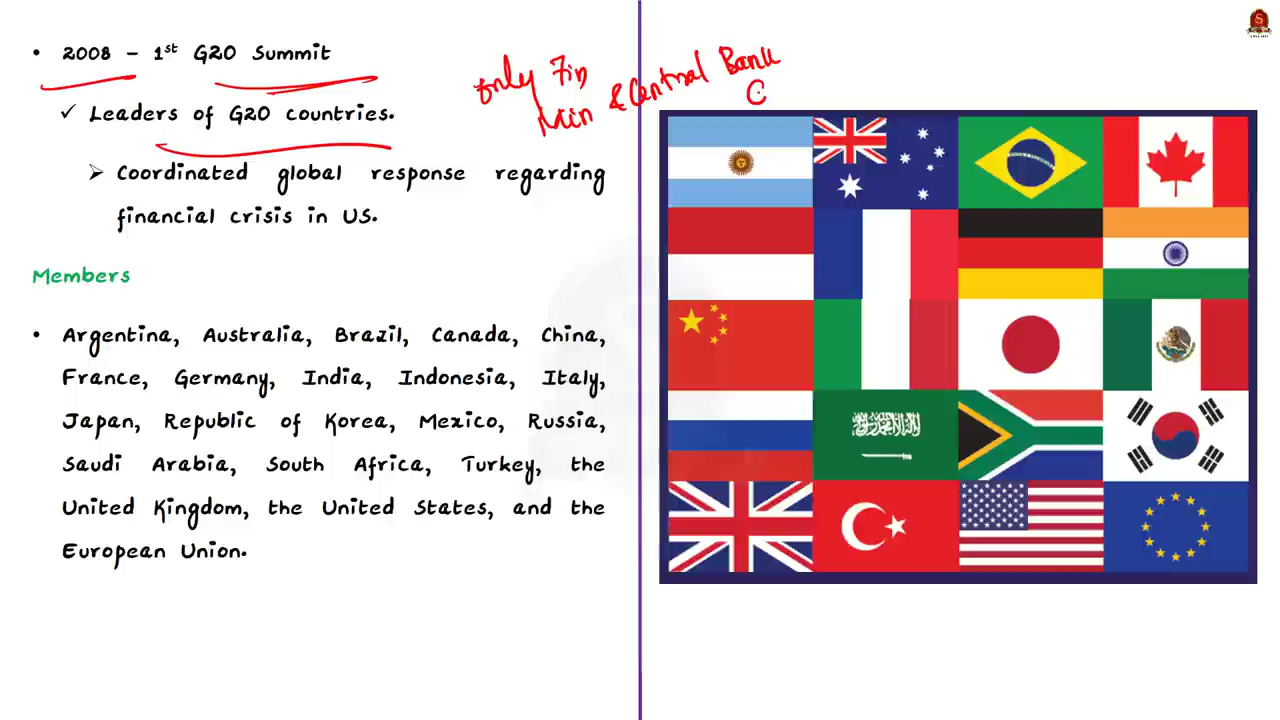 • 2008 – 1st G20 Summit
✓ Leaders of G20 countries.
➢ Coordinated global response regarding
financial crisis in US.
Members
• Argentina, Australia, Brazil, Canada, China,
France, Germany, India, Indonesia, Italy,
Japan, Republic of Korea, Mexico, Russia,
Saudi Arabia, South Africa, Turkey, the
United Kingdom, the United States, and the
European Union.
only Fin
Min & Central Bank
G